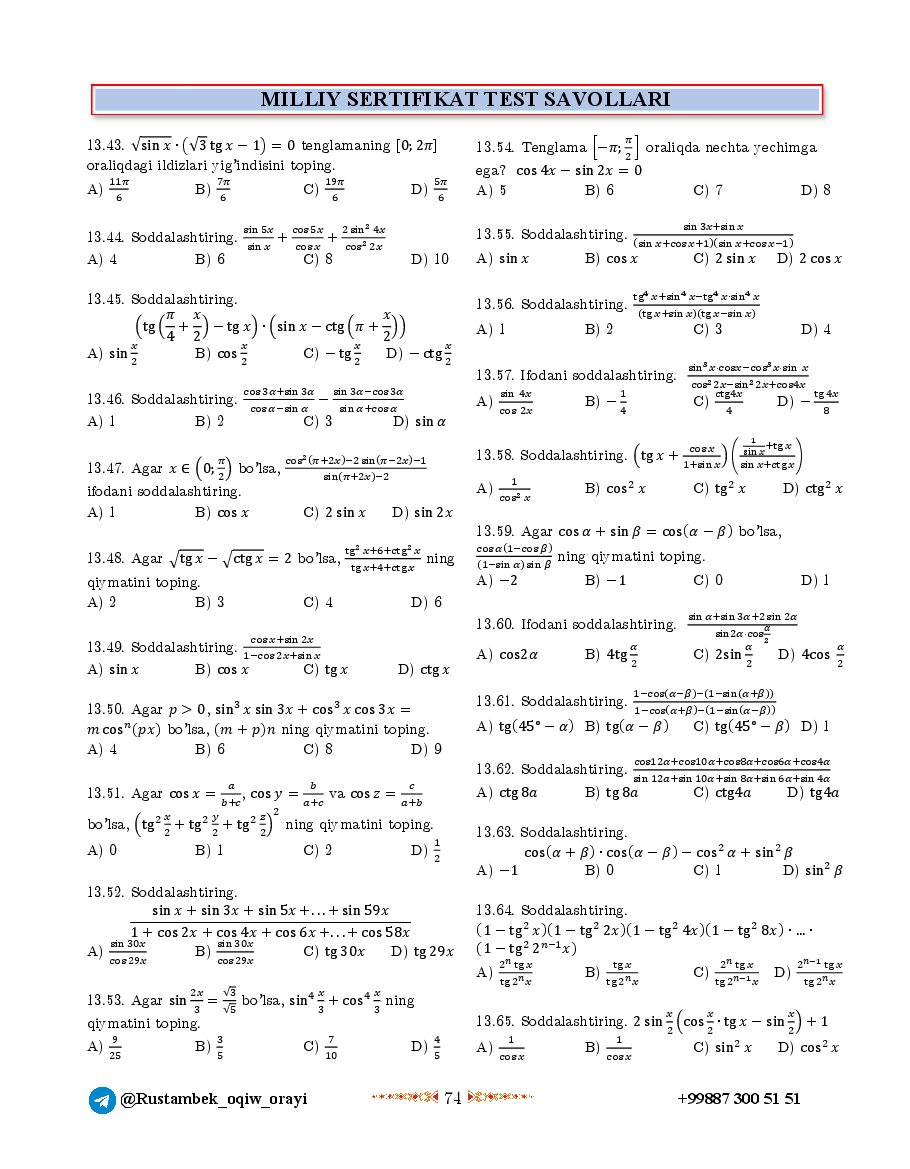 MILLIY SERTIFIKAT TEST SAVOLLARI
13.43. √(sin x) · (√3 tg x − 1) = 0 tenglamaning [0; 2π]
oraliqdagi ildizlari yig'indisini toping.
A) 11π/6 B) 7π/6 C) 19π/6 D) 5π/6
13.44. Soddalashtiring. sin 5x/sin x + cos 5x/cos x + 2 sin² 4x/cos² 2x
A) 4 B) 6 C) 8 D) 10
13.45. Soddalashtiring.
(tg(π/4 + x/2) − tg x) · (sin x − ctg(π + x/2))
A) sin x/2 B) cos x/2 C) − tg x/2 D) − ctg x/2
13.46. Soddalashtiring. (cos 3α + sin 3α)/(cos α − sin α) − (sin 3α − cos 3α)/(sin α + cos α)
A) 1 B) 2 C) 3 D) sin α
13.47. Agar x ∈ (0; π/2) bo'lsa, (cos²(π+2x) − 2 sin(π−2x) − 1)/(sin(π+2x) − 2)
ifodani soddalashtiring.
A) 1 B) cos x C) 2 sin x D) sin 2x
13.48. Agar √(tg x) − √(ctg x) = 2 bo'lsa, (tg² x + 6 + ctg² x)/(tg x + 4 + ctg x) ning
qiymatini toping.
A) 2 B) 3 C) 4 D) 6
13.49. Soddalashtiring. (cos x + sin 2x)/(1 − cos 2x + sin x)
A) sin x B) cos x C) tg x D) ctg x
13.50. Agar p > 0, sin³ x sin 3x + cos³ x cos 3x =
m cosⁿ(px) bo'lsa, (m + p)n ning qiymatini toping.
A) 4 B) 6 C) 8 D) 9
13.51. Agar cos x = a/(b+c), cos y = b/(a+c) va cos z = c/(a+b)
bo'lsa, (tg² x/2 + tg² y/2 + tg² z/2)² ning qiymatini toping.
A) 0 B) 1 C) 2 D) 1/2
13.52. Soddalashtiring.
(sin x + sin 3x + sin 5x + ... + sin 59x)/(1 + cos 2x + cos 4x + cos 6x + ... + cos 58x)
A) sin 30x/cos 29x B) sin 30x/cos 29x C) tg 30x D) tg 29x
13.53. Agar sin 2x/3 = √3/√5 bo'lsa, sin⁴ x/3 + cos⁴ x/3 ning
qiymatini toping.
A) 9/25 B) 3/5 C) 7/10 D) 4/5
13.54. Tenglama [−π; π/2] oraliqda nechta yechimga
ega? cos 4x − sin 2x = 0
A) 5 B) 6 C) 7 D) 8
13.55. Soddalashtiring. (sin 3x + sin x)/((sin x + cos x + 1)(sin x + cos x − 1))
A) sin x B) cos x C) 2 sin x D) 2 cos x
13.56. Soddalashtiring. (tg⁴ x + sin⁴ x − tg⁴ x·sin⁴ x)/((tg x + sin x)(tg x − sin x))
A) 1 B) 2 C) 3 D) 4
13.57. Ifodani soddalashtiring. (sin³ x·cosx − cos³ x·sin x)/(cos² 2x − sin² 2x + cos4x)
A) sin 4x/cos 2x B) − 1/4 C) ctg4x/4 D) − tg 4x/8
13.58. Soddalashtiring. (tg x + cos x/(1 + sin x)) ((1/sin x + tg x)/(sin x + ctg x))
A) 1/cos² x B) cos² x C) tg² x D) ctg² x
13.59. Agar cos α + sin β = cos(α − β) bo'lsa,
cos α(1 − cos β)/((1 − sin α) sin β) ning qiymatini toping.
A) −2 B) −1 C) 0 D) 1
13.60. Ifodani soddalashtiring. (sin α + sin 3α + 2 sin 2α)/(sin2α·cos α/2)
A) cos2α B) 4tg α/2 C) 2sin α/2 D) 4cos α/2
13.61. Soddalashtiring. (1−cos(α−β)−(1−sin(α+β)))/(1−cos(α+β)−(1−sin(α−β)))
A) tg(45° − α) B) tg(α − β) C) tg(45° − β) D) 1
13.62. Soddalashtiring. (cos12α+cos10α+cos8α+cos6α+cos4α)/(sin 12α+sin 10α+sin 8α+sin 6α+sin 4α)
A) ctg 8a B) tg 8a C) ctg4a D) tg4a
13.63. Soddalashtiring.
cos(α + β) · cos(α − β) − cos² α + sin² β
A) −1 B) 0 C) 1 D) sin² β
13.64. Soddalashtiring.
(1 − tg² x)(1 − tg² 2x)(1 − tg² 4x)(1 − tg² 8x) · ... ·
(1 − tg² 2ⁿ⁻¹x)
A) 2ⁿ tg x/tg 2ⁿx B) tg x/tg 2ⁿx C) 2ⁿ tg x/tg 2ⁿ⁻¹x D) 2ⁿ⁻¹ tg x/tg 2ⁿx
13.65. Soddalashtiring. 2 sin x/2 (cos x/2 · tg x − sin x/2) + 1
A) 1/cosx B) 1/cosx C) sin² x D) cos² x
@Rustambek_oqiw_orayi 74 +99887 300 51 51